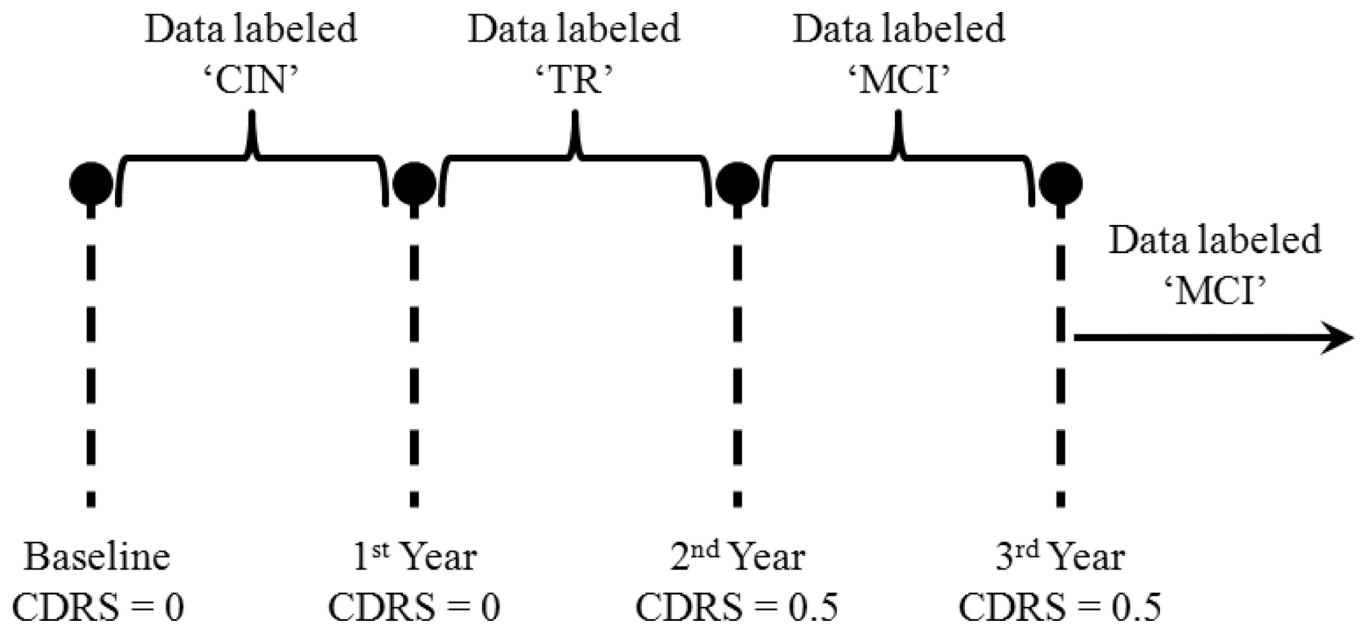 Data labeled
‘CIN’
Data labeled
‘TR’
Data labeled
‘MCI’
Data labeled
‘MCI’
Baseline
CDRS = 0
1st Year
CDRS = 0
2nd Year
CDRS = 0.5
3rd Year
CDRS = 0.5